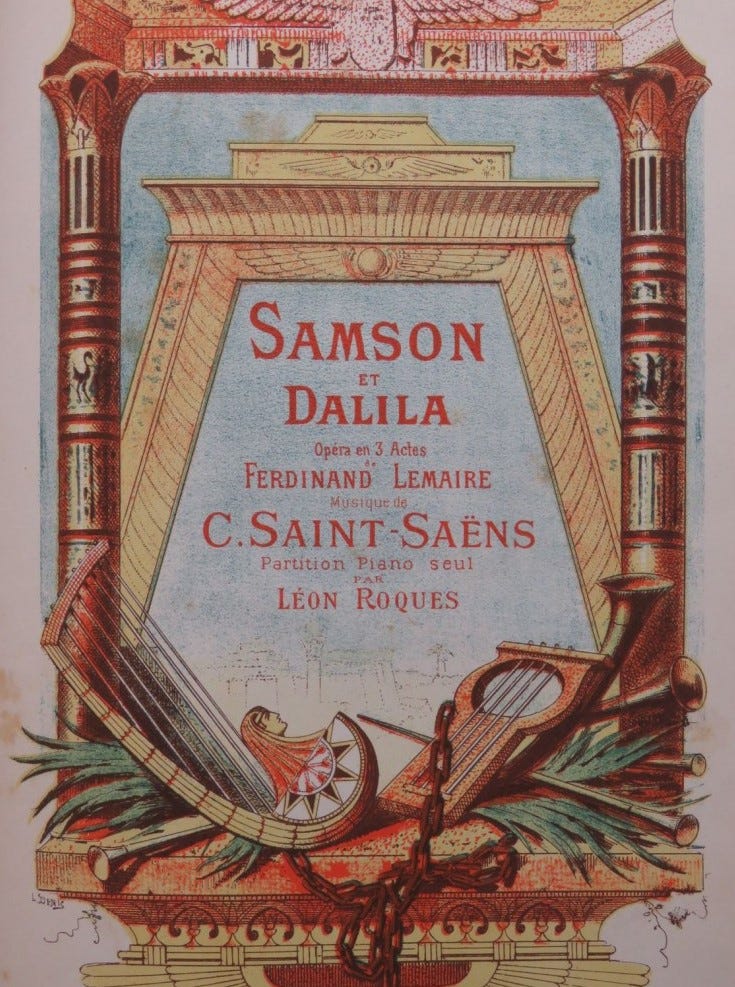 SAMSON
ET
DALILA
Opéra en 3 Actes
de
FERDINAND LEMAIRE
Musique de
C. SAINT-SAËNS
Partition Piano seul
PAR
LÉON ROQUES